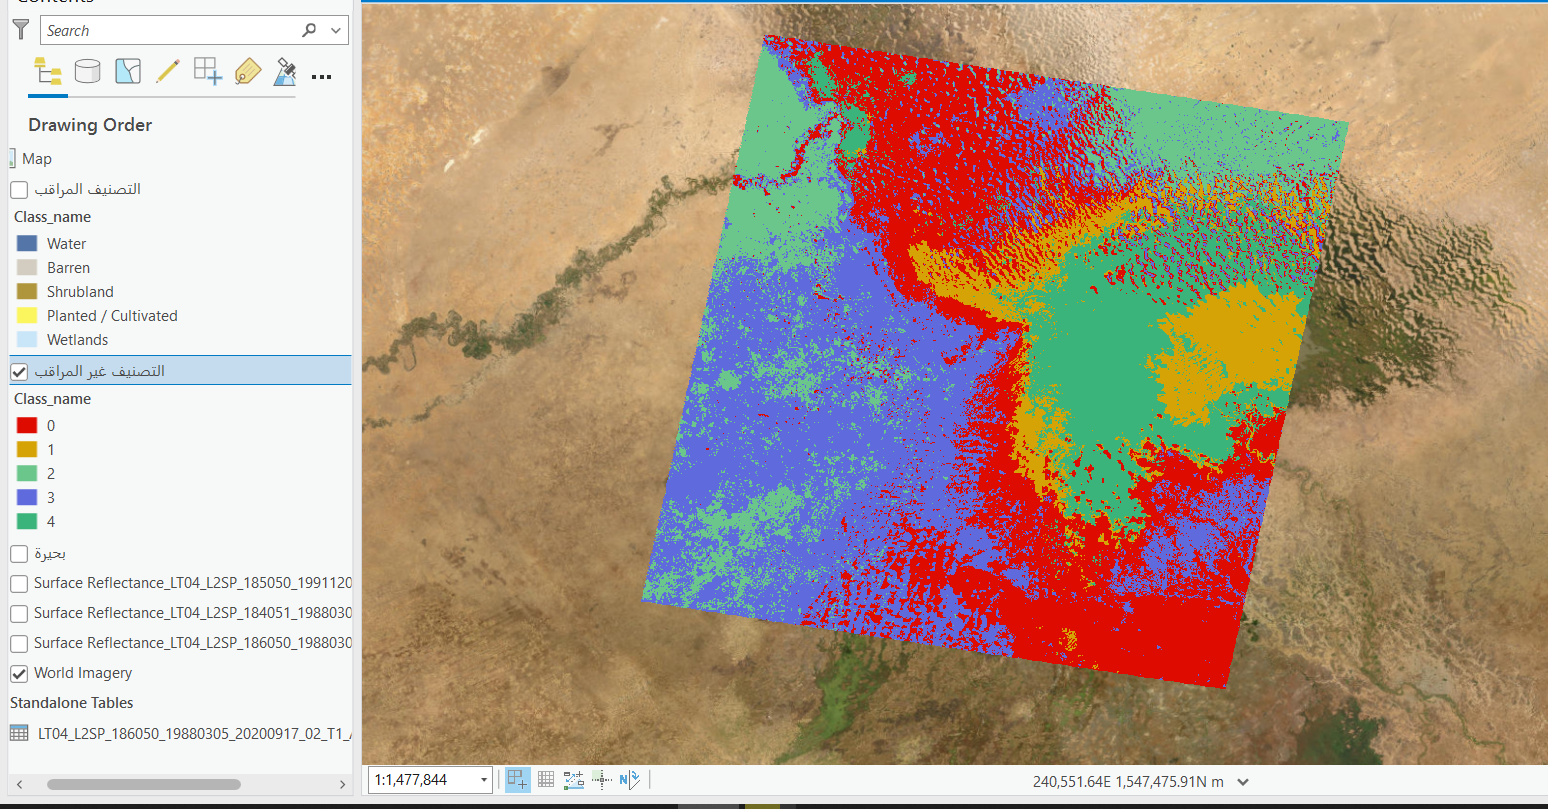 Contents
Search
Drawing Order
Map
التصنيف المراقب
Class_name
Water
Barren
Shrubland
Planted / Cultivated
Wetlands
التصنيف غير المراقب
Class_name
0
1
2
3
4
بحيرة
Surface Reflectance_LT04_L2SP_185050_1991120
Surface Reflectance_LT04_L2SP_184051_1988030
Surface Reflectance_LT04_L2SP_186050_1988030
World Imagery
Standalone Tables
LT04_L2SP_186050_19880305_20200917_02_T1_
1:1,477,844
N
240,551.64E 1,547,475.91N m